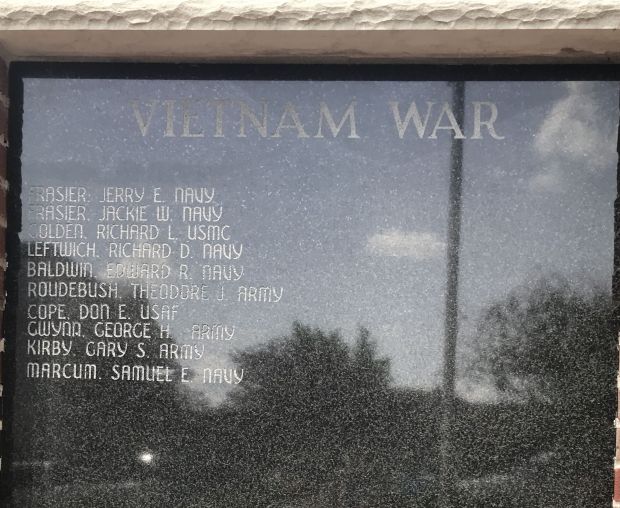 VIETNAM WAR
FRASIER, JERRY E. NAVY
FRASIER, JACKIE W. NAVY
GOLDEN, RICHARD L. USMC
LEFTWICH, RICHARD D. NAVY
BALDWIN, EDWARD R. NAVY
ROUDEBUSH, THEODORE J. ARMY
COPE, DON E. USAF
GWYNN, GEORGE H. ARMY
KIRBY, GARY S. ARMY
MARCUM, SAMUEL E. NAVY